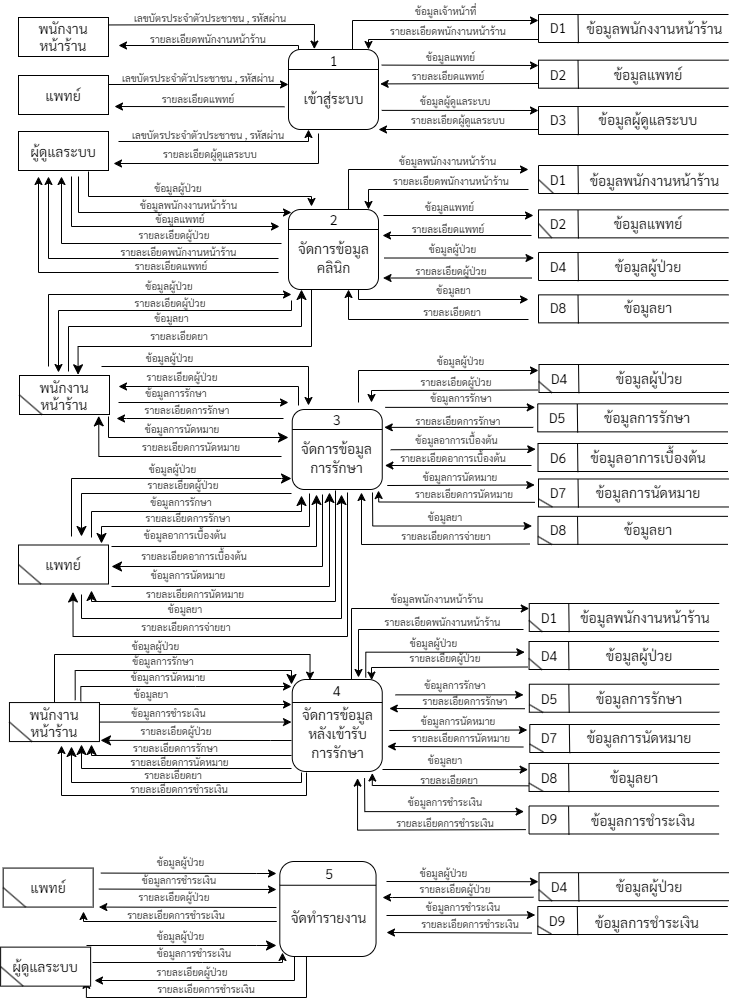 เลขบัตรประจำตัวประชาชน , รหัสผ่าน
พนักงาน
หน้าร้าน
รายละเอียดพนักงานหน้าร้าน
ข้อมูลเจ้าหน้าที่
รายละเอียดพนักงานหน้าร้าน
D1 ข้อมูลพนักงงานหน้าร้าน
1
เข้าสู่ระบบ
แพทย์
เลขบัตรประจำตัวประชาชน , รหัสผ่าน
รายละเอียดแพทย์
ข้อมูลแพทย์
รายละเอียดแพทย์
D2 ข้อมูลแพทย์
ผู้ดูแลระบบ
เลขบัตรประจำตัวประชาชน , รหัสผ่าน
รายละเอียดผู้ดูแลระบบ
ข้อมูลผู้ดูแลระบบ
รายละเอียดผู้ดูแลระบบ
D3 ข้อมูลผู้ดูแลระบบ
ข้อมูลผู้ป่วย
ข้อมูลพนักงงานหน้าร้าน
ข้อมูลแพทย์
รายละเอียดผู้ป่วย
รายละเอียดพนักงานหน้าร้าน
รายละเอียดแพทย์
2
จัดการข้อมูล
คลินิก
ข้อมูลพนักงงานหน้าร้าน
รายละเอียดพนักงานหน้าร้าน
D1 ข้อมูลพนักงงานหน้าร้าน
ข้อมูลแพทย์
รายละเอียดแพทย์
D2 ข้อมูลแพทย์
ข้อมูลผู้ป่วย
รายละเอียดผู้ป่วย
D4 ข้อมูลผู้ป่วย
ข้อมูลยา
รายละเอียดยา
D8 ข้อมูลยา
ข้อมูลผู้ป่วย
รายละเอียดผู้ป่วย
ข้อมูลยา
รายละเอียดยา
พนักงาน
หน้าร้าน
ข้อมูลผู้ป่วย
รายละเอียดผู้ป่วย
ข้อมูลการรักษา
รายละเอียดการรักษา
ข้อมูลการนัดหมาย
รายละเอียดการนัดหมาย
3
จัดการข้อมูล
การรักษา
ข้อมูลผู้ป่วย
รายละเอียดผู้ป่วย
D4 ข้อมูลผู้ป่วย
ข้อมูลการรักษา
รายละเอียดการรักษา
D5 ข้อมูลการรักษา
ข้อมูลอาการเบื้องต้น
รายละเอียดอาการเบื้องต้น
D6 ข้อมูลอาการเบื้องต้น
ข้อมูลการนัดหมาย
รายละเอียดการนัดหมาย
D7 ข้อมูลการนัดหมาย
ข้อมูลยา
รายละเอียดการจ่ายยา
D8 ข้อมูลยา
แพทย์
ข้อมูลผู้ป่วย
รายละเอียดผู้ป่วย
ข้อมูลการรักษา
รายละเอียดการรักษา
ข้อมูลอาการเบื้องต้น
รายละเอียดอาการเบื้องต้น
ข้อมูลการนัดหมาย
รายละเอียดการนัดหมาย
ข้อมูลยา
รายละเอียดการจ่ายยา
ข้อมูลพนักงานหน้าร้าน
รายละเอียดพนักงานหน้าร้าน
D1 ข้อมูลพนักงานหน้าร้าน
ข้อมูลผู้ป่วย
รายละเอียดผู้ป่วย
D4 ข้อมูลผู้ป่วย
ข้อมูลการรักษา
รายละเอียดการรักษา
D5 ข้อมูลการรักษา
ข้อมูลการนัดหมาย
รายละเอียดการนัดหมาย
D7 ข้อมูลการนัดหมาย
ข้อมูลยา
รายละเอียดยา
D8 ข้อมูลยา
ข้อมูลการชำระเงิน
รายละเอียดการชำระเงิน
D9 ข้อมูลการชำระเงิน
4
จัดการข้อมูล
หลังเข้ารับ
การรักษา
พนักงาน
หน้าร้าน
ข้อมูลผู้ป่วย
ข้อมูลการรักษา
ข้อมูลการนัดหมาย
ข้อมูลยา
ข้อมูลการชำระเงิน
รายละเอียดผู้ป่วย
รายละเอียดการรักษา
รายละเอียดการนัดหมาย
รายละเอียดยา
รายละเอียดการชำระเงิน
แพทย์
ข้อมูลผู้ป่วย
ข้อมูลการชำระเงิน
รายละเอียดผู้ป่วย
รายละเอียดการชำระเงิน
5
จัดทำรายงาน
ข้อมูลผู้ป่วย
รายละเอียดผู้ป่วย
D4 ข้อมูลผู้ป่วย
ข้อมูลการชำระเงิน
รายละเอียดการชำระเงิน
D9 ข้อมูลการชำระเงิน
ผู้ดูแลระบบ
ข้อมูลผู้ป่วย
ข้อมูลการชำระเงิน
รายละเอียดผู้ป่วย
รายละเอียดการชำระเงิน